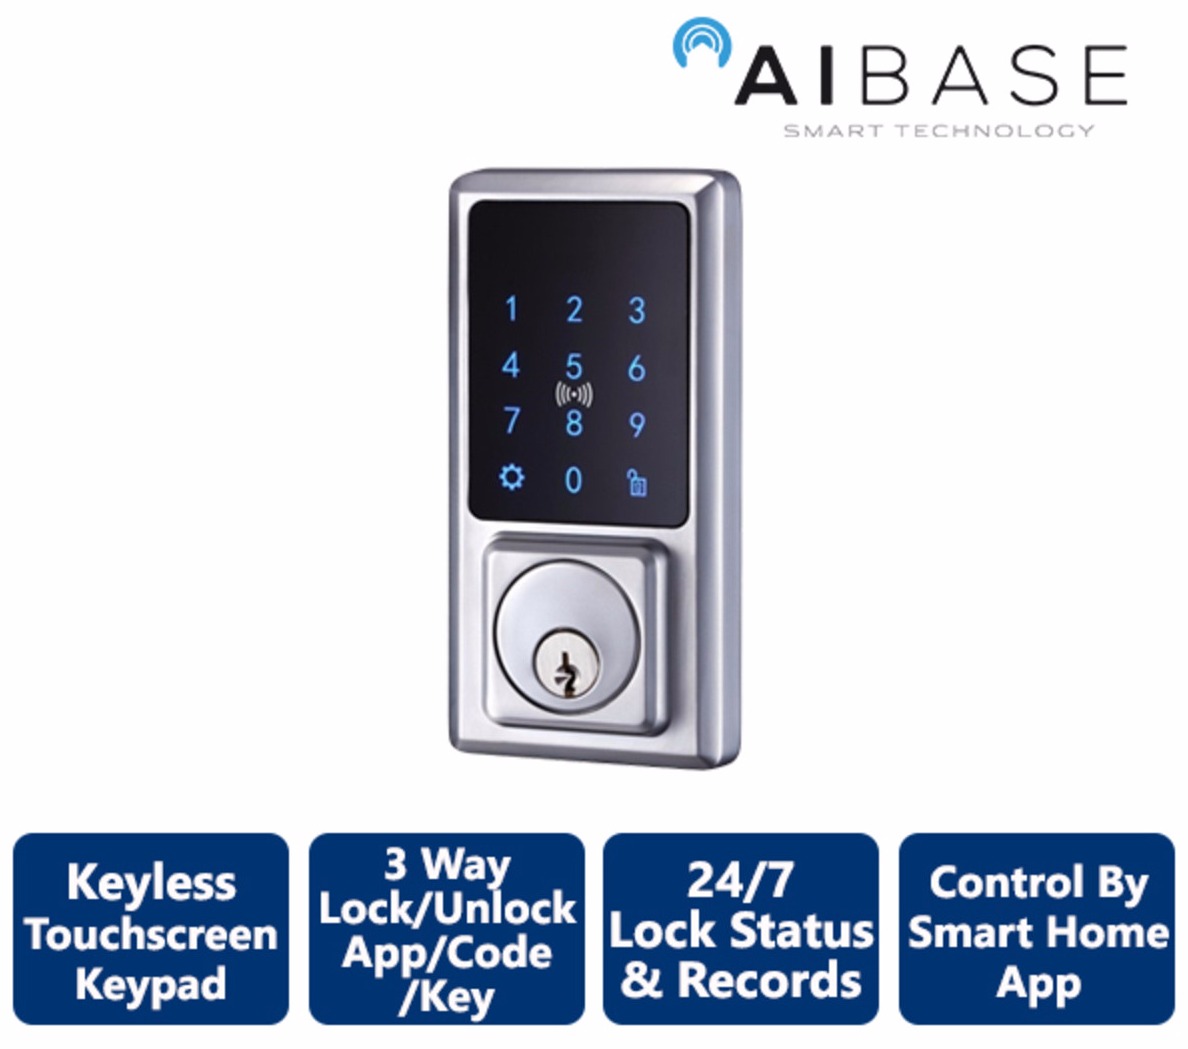 AIBASE
SMART TECHNOLOGY
1 2 3
4 5 6
7 8 9
0
Keyless
Touchscreen
Keypad
3 Way
Lock/Unlock
App/Code
/Key
24/7
Lock Status
& Records
Control By
Smart Home
App